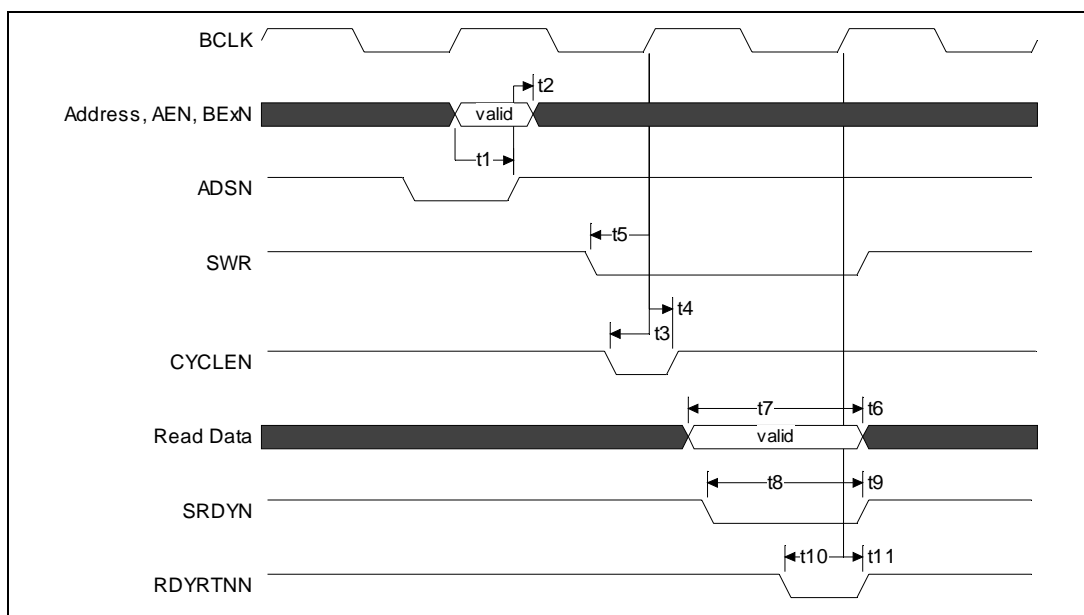 BCLK
t2
Address, AEN, BExN
valid
t1
ADSN
t5
SWR
t4
t3
CYCLEN
t7
t6
Read Data
valid
t8
t9
SRDYN
t10
t11
RDYRTNN